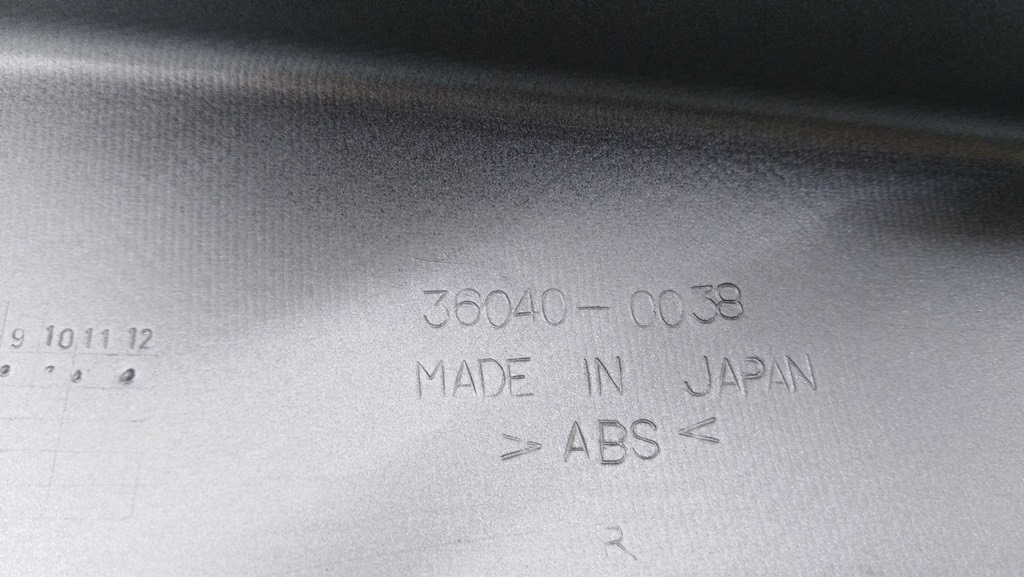 36040-0038
MADE IN JAPAN
>ABS<
9 10 11 12
R